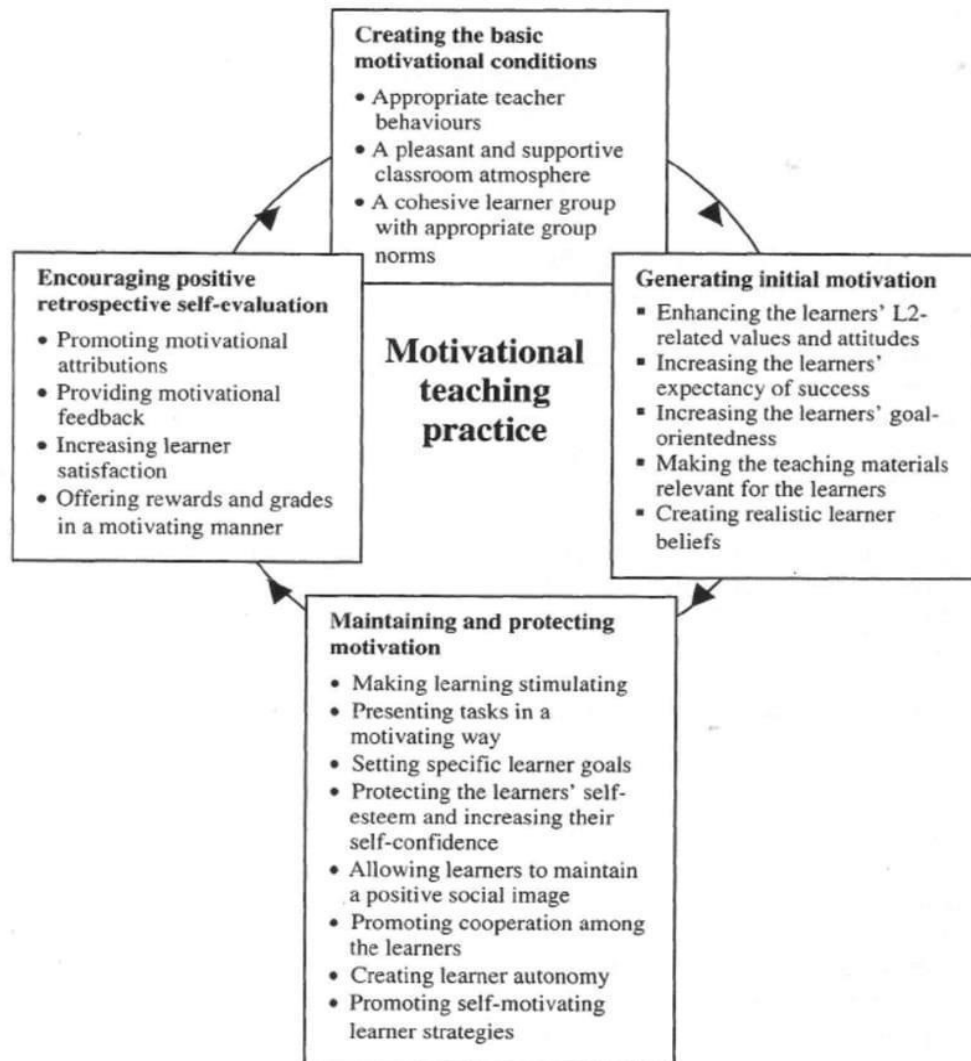 Creating the basic
motivational conditions
• Appropriate teacher
behaviours
• A pleasant and supportive
classroom atmosphere
• A cohesive learner group
with appropriate group
norms
Encouraging positive
retrospective self-evaluation
• Promoting motivational
attributions
• Providing motivational
feedback
• Increasing learner
satisfaction
• Offering rewards and grades
in a motivating manner
Motivational
teaching
practice
Generating initial motivation
▪ Enhancing the learners' L2-
related values and attitudes
▪ Increasing the learners'
expectancy of success
▪ Increasing the learners' goal-
orientedness
▪ Making the teaching materials
relevant for the learners
▪ Creating realistic learner
beliefs
Maintaining and protecting
motivation
• Making learning stimulating
• Presenting tasks in a
motivating way
• Setting specific learner goals
• Protecting the learners' self-
esteem and increasing their
self-confidence
• Allowing learners to maintain
a positive social image
• Promoting cooperation among
the learners
• Creating learner autonomy
• Promoting self-motivating
learner strategies